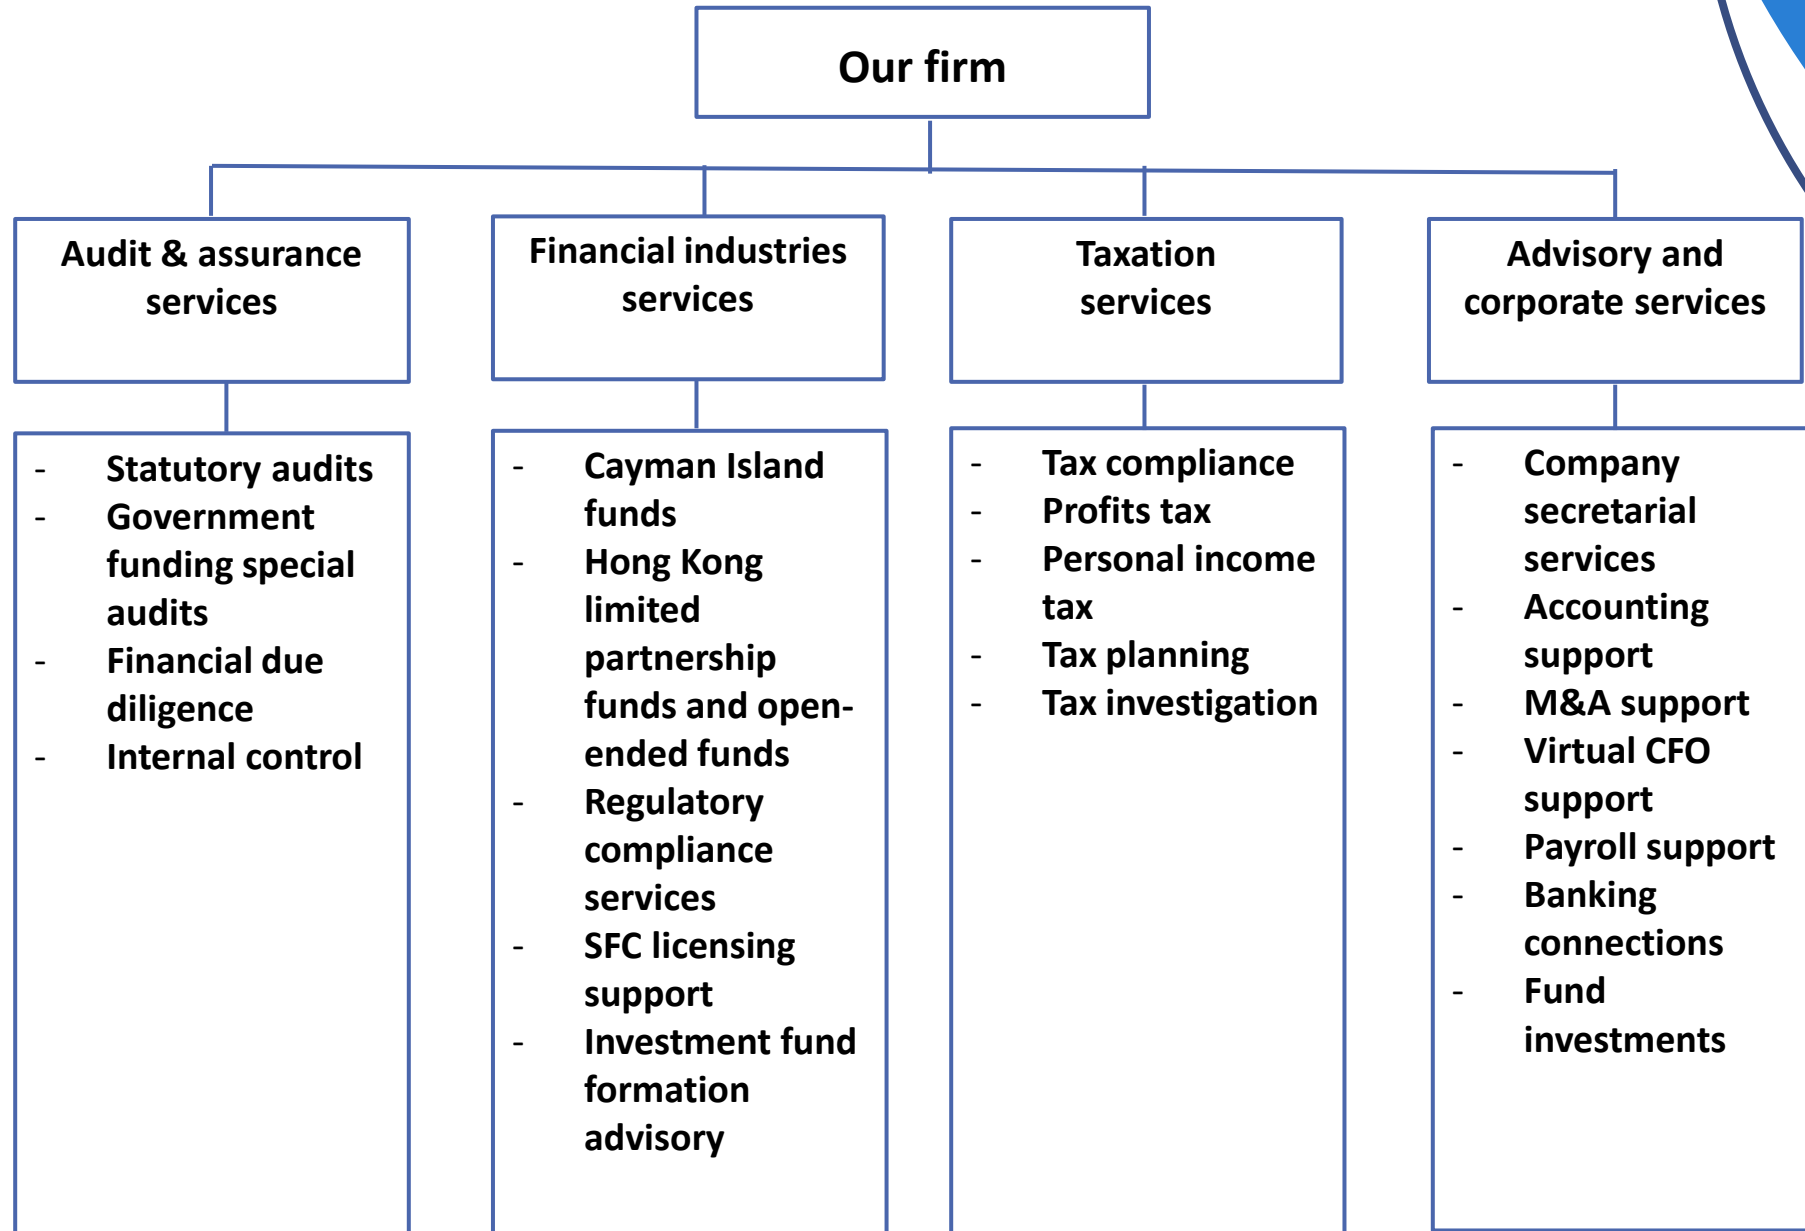 Our firm
Audit & assurance
services
Financial industries
services
Taxation
services
Advisory and
corporate services
- Statutory audits
- Government
funding special
audits
- Financial due
diligence
- Internal control
- Cayman Island
funds
- Hong Kong
limited
partnership
funds and open-
ended funds
- Regulatory
compliance
services
- SFC licensing
support
- Investment fund
formation
advisory
- Tax compliance
- Profits tax
- Personal income
tax
- Tax planning
- Tax investigation
- Company
secretarial
services
- Accounting
support
- M&A support
- Virtual CFO
support
- Payroll support
- Banking
connections
- Fund
investments